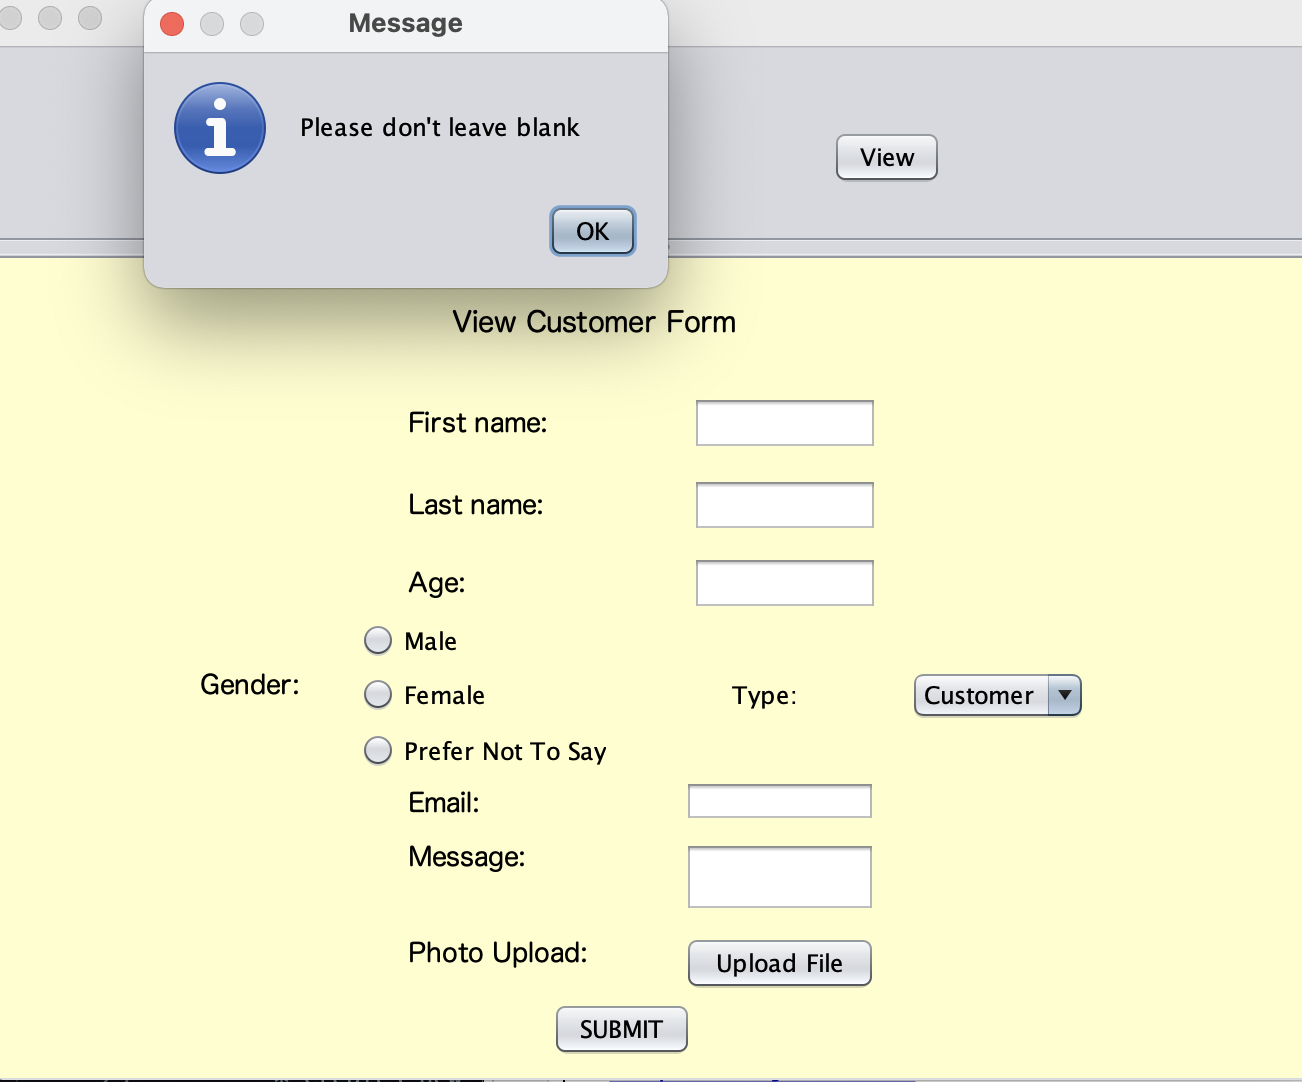 Message
Please don't leave blank
OK
View
View Customer Form
First name:
Last name:
Age:
Male
Gender:
Female
Type:
Customer
Prefer Not To Say
Email:
Message:
Photo Upload:
Upload File
SUBMIT